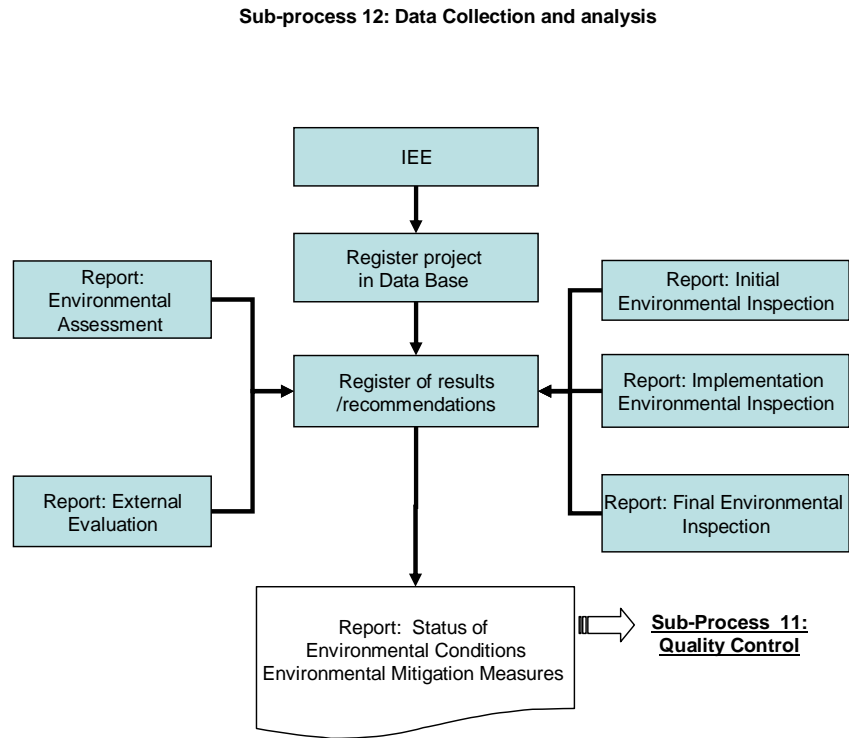 Sub-process 12: Data Collection and analysis
IEE
Register project
in Data Base
Report:
Environmental
Assessment
Report: Initial
Environmental Inspection
Register of results
/recommendations
Report: Implementation
Environmental Inspection
Report: External
Evaluation
Report: Final Environmental
Inspection
Report:  Status of
Environmental Conditions
Environmental Mitigation Measures
Sub-Process  11:
Quality Control